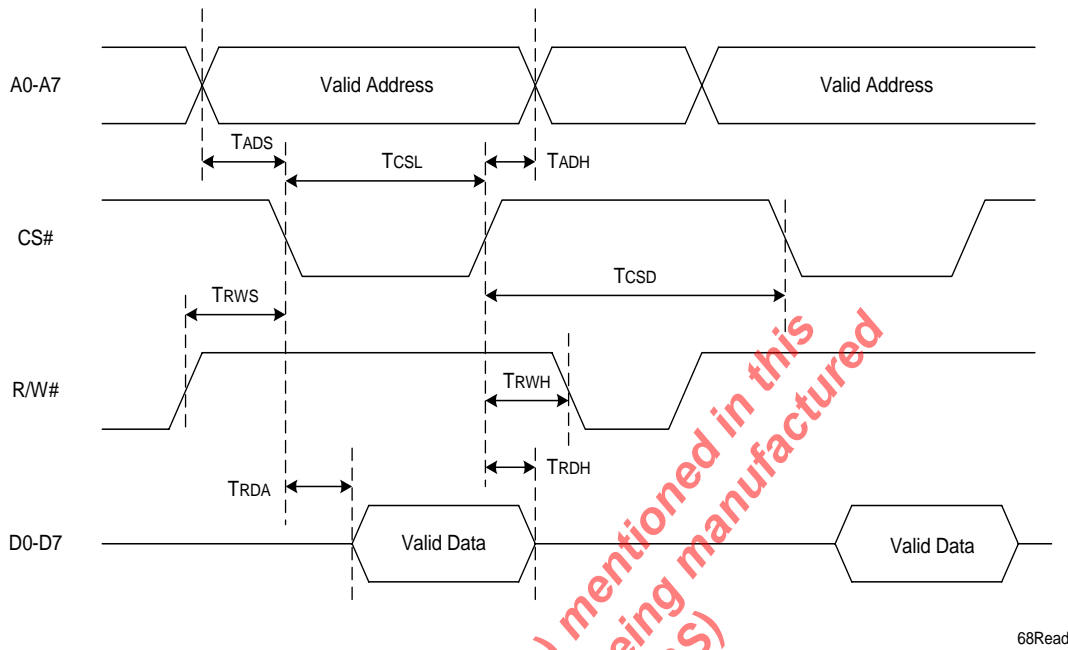 A0-A7
Valid Address
Valid Address
TADS
TCSL
TADH
CS#
TCSD
TRWS
R/W#
TRWH
TRDA
TRDH
D0-D7
Valid Data
Valid Data
mentioned in this
being manufactured
68Read